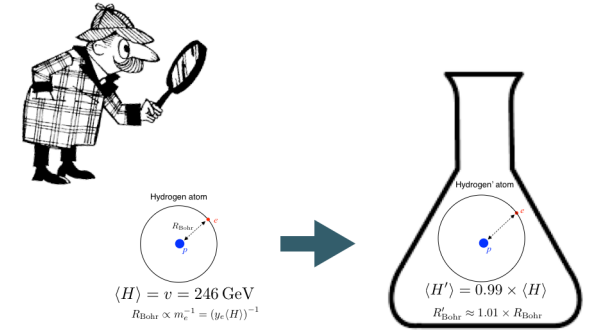 Hydrogen atom
R_Bohr
e
p
⟨H⟩ = v = 246 GeV
R_Bohr ∝ m_e^{-1} = (y_e⟨H⟩)^{-1}
Hydrogen' atom
e
p
⟨H'⟩ = 0.99 × ⟨H⟩
R'_Bohr ≈ 1.01 × R_Bohr